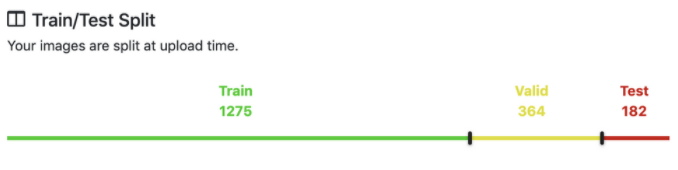 Train/Test Split
Your images are split at upload time.
Train Valid Test
1275 364 182